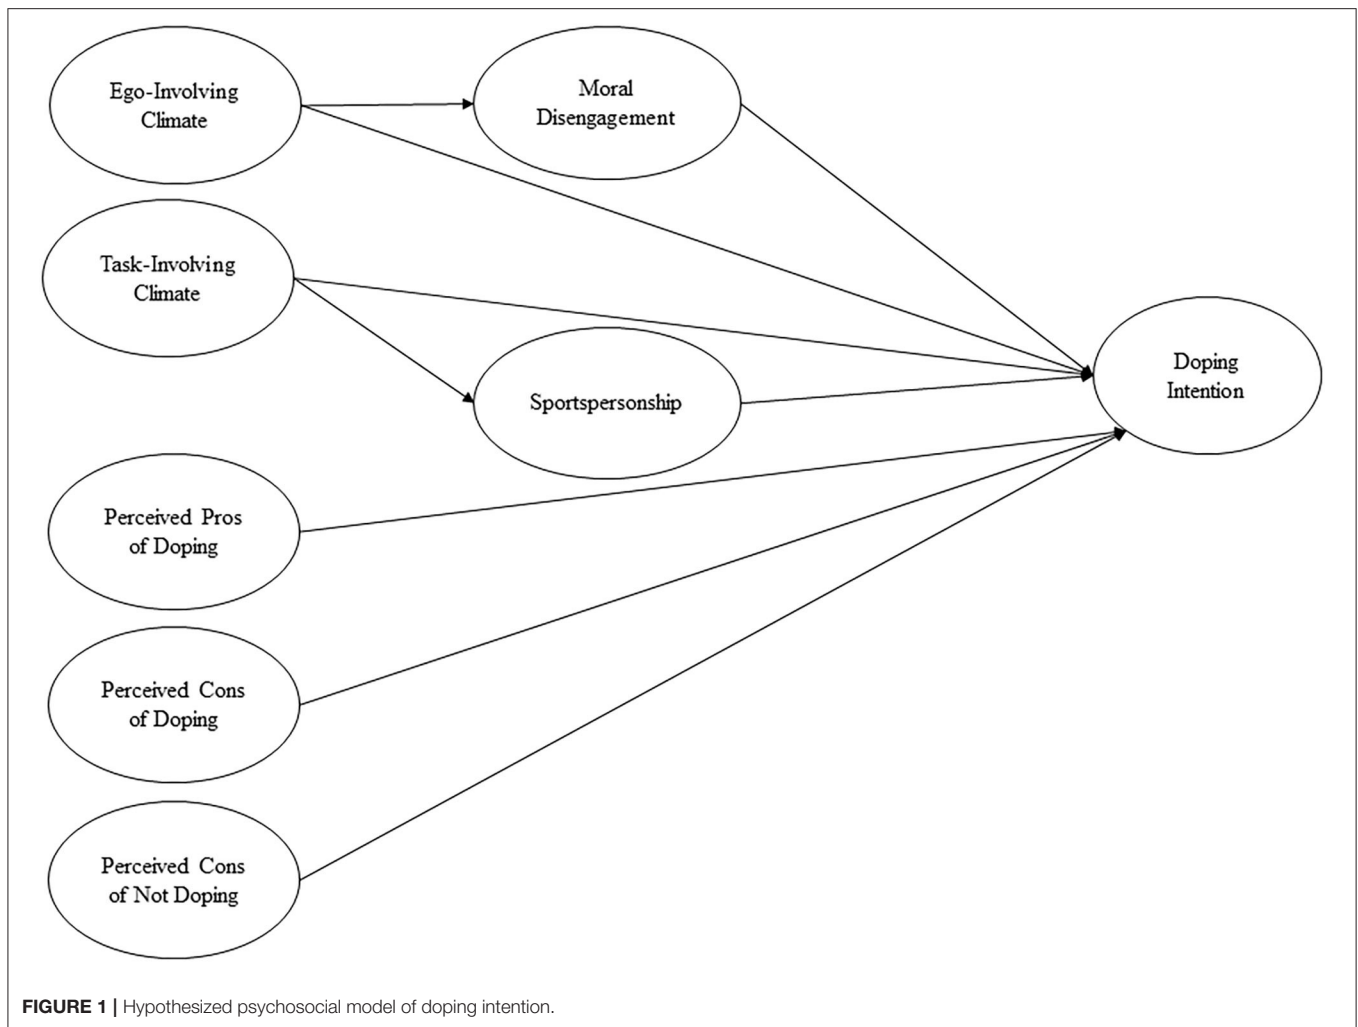 Ego-Involving
Climate
Moral
Disengagement
Task-Involving
Climate
Sportspersonship
Doping
Intention
Perceived Pros
of Doping
Perceived Cons
of Doping
Perceived Cons
of Not Doping
FIGURE 1 | Hypothesized psychosocial model of doping intention.